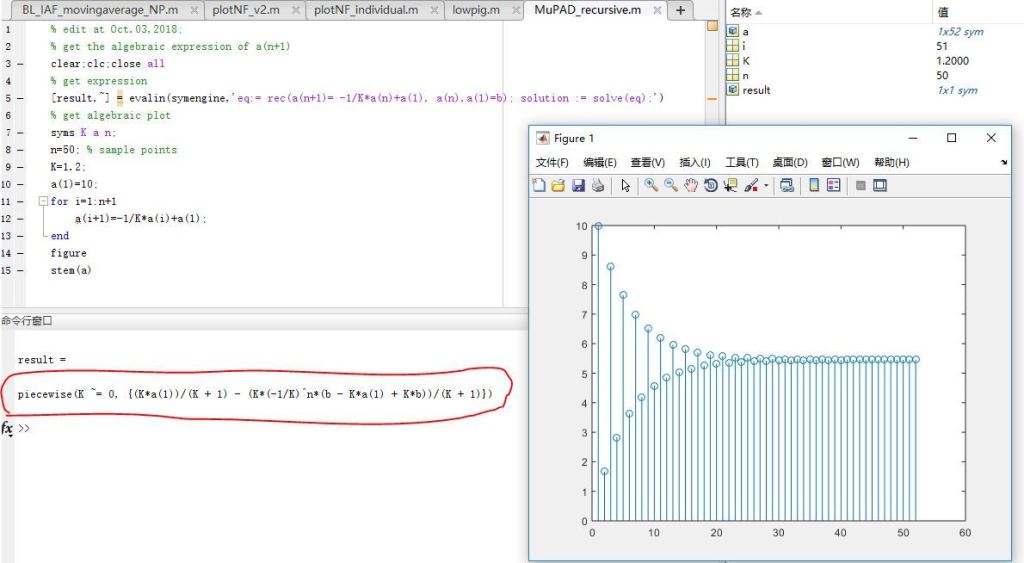 BL_IAF_movingaverage_NP.m
plotNF_v2.m
plotNF_individual.m
lowpig.m
MuPAD_recursive.m
1 % edit at Oct.03,2018;
2 % get the algebraic expression of a(n+1)
3 — clear;clc;close all
4 % get expression
5 — [result,~] = evalin(symengine,'eq:= rec(a(n+1)= -1/K*a(n)+a(1), a(n),a(1)=b); solution := solve(eq);')
6 % get algebraic plot
7 — syms K a n;
8 — n=50; % sample points
9 — K=1.2;
10 — a(1)=10;
11 — for i=1:n+1
12 — a(i+1)=-1/K*a(i)+a(1);
13 — end
14 — figure
15 — stem(a)
名称 值
a 1x52 sym
i 51
K 1.2000
n 50
result 1x1 sym
命令行窗口
result =
piecewise(K ~= 0, {(K*a(1))/(K + 1) - (K*(-1/K)^n*(b - K*a(1) + K*b))/(K + 1)})
fx >>
Figure 1
文件(F) 编辑(E) 查看(V) 插入(I) 工具(T) 桌面(D) 窗口(W) 帮助(H)
10
9
8
7
6
5
4
3
2
1
0
0 10 20 30 40 50 60